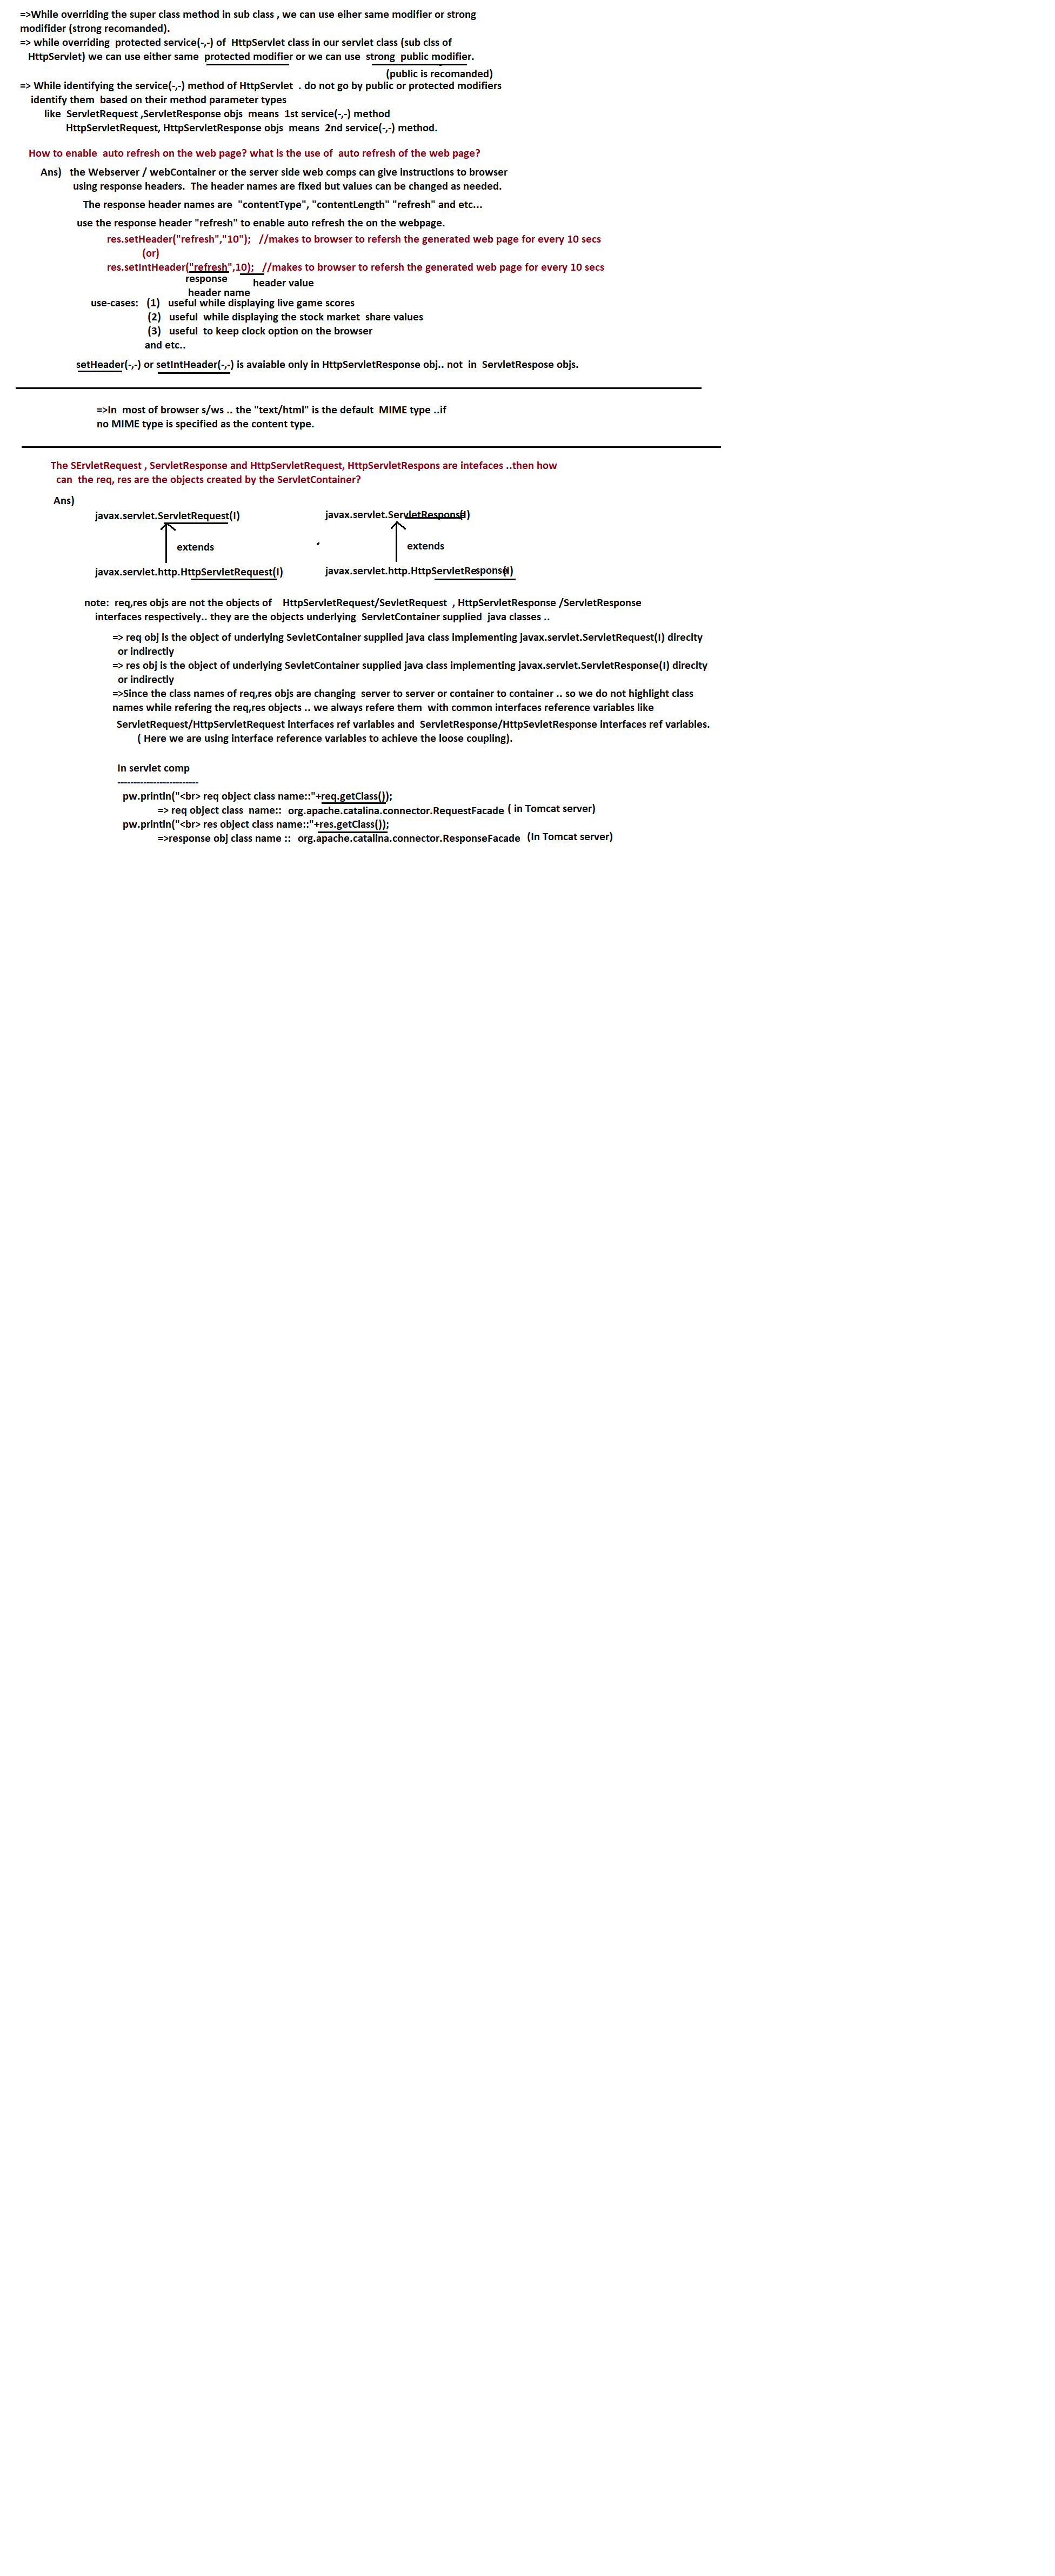 =>While overriding the super class method in sub class , we can use eiher same modifier or strong
modifider (strong recomanded).
=> while overriding protected service(-,-) of HttpServlet class in our servlet class (sub clss of
HttpServlet) we can use either same protected modifier or we can use strong public modifier.
(public is recomanded)
=> While identifying the service(-,-) method of HttpServlet . do not go by public or protected modifiers
identify them based on their method parameter types
like ServletRequest ,ServletResponse objs means 1st service(-,-) method
HttpServletRequest, HttpServletResponse objs means 2nd service(-,-) method.
How to enable auto refresh on the web page? what is the use of auto refresh of the web page?
Ans) the Webserver / webContainer or the server side web comps can give instructions to browser
using response headers. The header names are fixed but values can be changed as needed.
The response header names are "contentType", "contentLength" "refresh" and etc...
use the response header "refresh" to enable auto refresh the on the webpage.
res.setHeader("refresh","10"); //makes to browser to refersh the generated web page for every 10 secs
(or)
res.setIntHeader("refresh",10); //makes to browser to refersh the generated web page for every 10 secs
response
header name
header value
use-cases: (1) useful while displaying live game scores
(2) useful while displaying the stock market share values
(3) useful to keep clock option on the browser
and etc..
setHeader(-,-) or setIntHeader(-,-) is avaiable only in HttpServletResponse obj.. not in ServletRespose objs.
=>In most of browser s/ws .. the "text/html" is the default MIME type ..if
no MIME type is specified as the content type.
The SErvletRequest , ServletResponse and HttpServletRequest, HttpServletRespons are intefaces ..then how
can the req, res are the objects created by the ServletContainer?
Ans)
javax.servlet.ServletRequest(I) javax.servlet.ServletResponse(I)
extends extends
javax.servlet.http.HttpServletRequest(I) javax.servlet.http.HttpServletResponse(I)
note: req,res objs are not the objects of HttpServletRequest/SevletRequest , HttpServletResponse /ServletResponse
interfaces respectively.. they are the objects underlying ServletContainer supplied java classes ..
=> req obj is the object of underlying SevletContainer supplied java class implementing javax.servlet.ServletRequest(I) direclty
or indirectly
=> res obj is the object of underlying SevletContainer supplied java class implementing javax.servlet.ServletResponse(I) direclty
or indirectly
=>Since the class names of req,res objs are changing server to server or container to container .. so we do not highlight class
names while refering the req,res objects .. we always refere them with common interfaces reference variables like
ServletRequest/HttpServletRequest interfaces ref variables and ServletResponse/HttpSevletResponse interfaces ref variables.
( Here we are using interface reference variables to achieve the loose coupling).
In servlet comp
-------------------------
pw.println("<br> req object class name::"+req.getClass());
=> req object class name:: org.apache.catalina.connector.RequestFacade ( in Tomcat server)
pw.println("<br> res object class name::"+res.getClass());
=>response obj class name :: org.apache.catalina.connector.ResponseFacade (In Tomcat server)